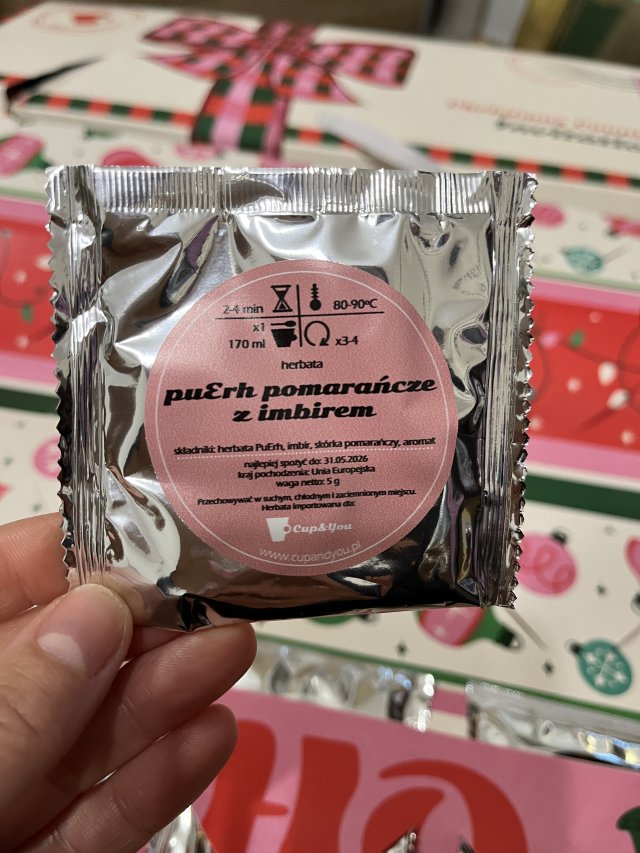 2-4 min
80-90°C
x1
170 ml
x3-4
herbata
puErh pomarańcze
z imbirem
składniki: herbata PuErh, imbir, skórka pomarańczy, aromat
najlepiej spożyć do: 31.05.2026
kraj pochodzenia: Unia Europejska
waga netto: 5 g
Przechowywać w suchym, chłodnym i zaciemnionym miejscu.
Herbata importowana dla:
Cup&You
www.cupandyou.pl